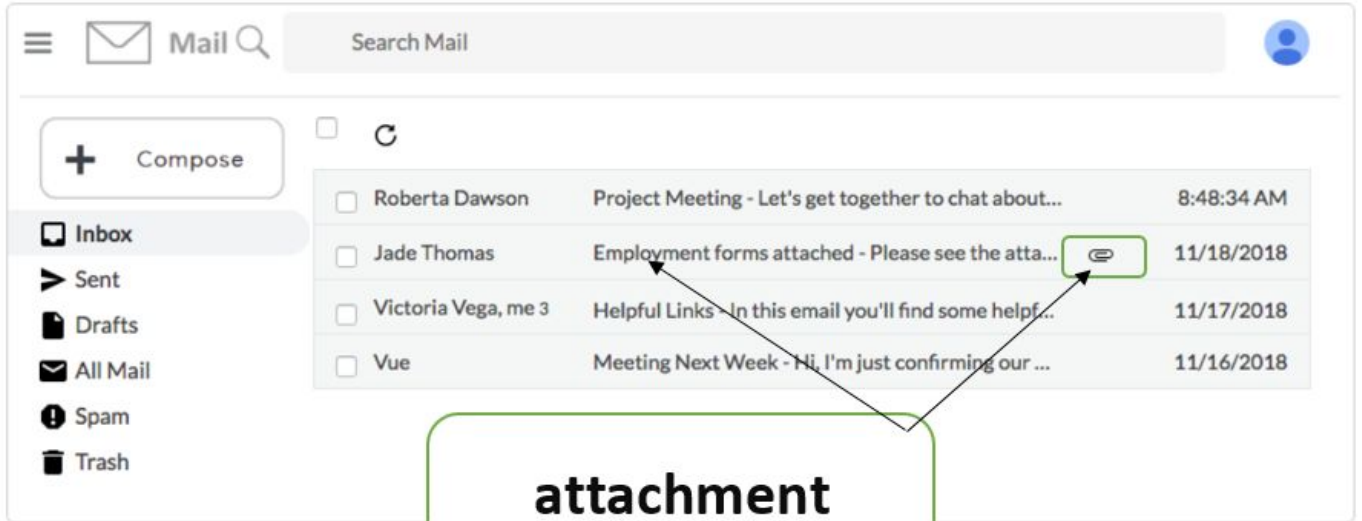 Mail Search Mail
Compose
Inbox
Sent
Drafts
All Mail
Spam
Trash
Roberta Dawson Project Meeting - Let's get together to chat about... 8:48:34 AM
Jade Thomas Employment forms attached - Please see the atta... 11/18/2018
Victoria Vega, me 3 Helpful Links - In this email you'll find some helpf... 11/17/2018
Vue Meeting Next Week - Hi, I'm just confirming our ... 11/16/2018
attachment